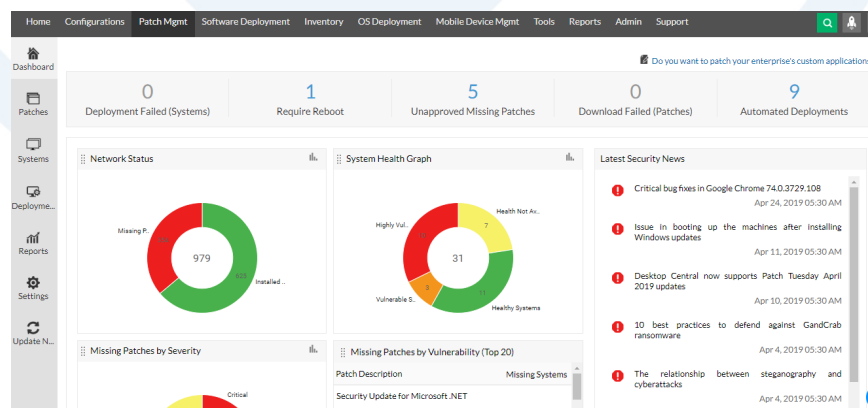 Home Configurations Patch Mgmt Software Deployment Inventory OS Deployment Mobile Device Mgmt Tools Reports Admin Support
Dashboard
Patches
Systems
Deployme...
Reports
Settings
Update N...
Do you want to patch your enterprise's custom applications
0
Deployment Failed (Systems)
1
Require Reboot
5
Unapproved Missing Patches
0
Download Failed (Patches)
9
Automated Deployments
Network Status
Missing P..
979
625
Installed ..
System Health Graph
Health Not Av..
7
Highly Vul..
31
3
Vulnerable S..
11
Healthy Systems
Latest Security News
Critical bug fixes in Google Chrome 74.0.3729.108
Apr 24, 2019 05:30 AM
Issue in booting up the machines after installing
Windows updates
Apr 11, 2019 05:30 AM
Desktop Central now supports Patch Tuesday April
2019 updates
Apr 10, 2019 05:30 AM
10 best practices to defend against GandCrab
ransomware
Apr 4, 2019 05:30 AM
The relationship between steganography and
cyberattacks
Apr 4, 2019 05:30 AM
Missing Patches by Severity
Critical
Missing Patches by Vulnerability (Top 20)
Patch Description Missing Systems
Security Update for Microsoft .NET